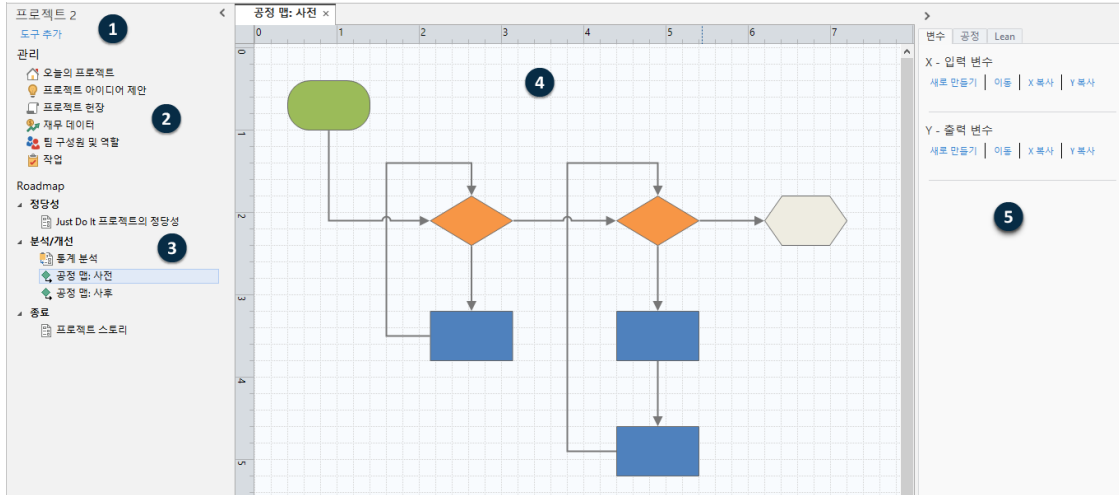 프로젝트 2
도구 추가
1
관리
오늘의 프로젝트
프로젝트 아이디어 제안
프로젝트 헌장
재무 데이터
팀 구성원 및 역할
작업
2
Roadmap
정당성
Just Do It 프로젝트의 정당성
분석/개선
3
통계 분석
공정 맵: 사전
공정 맵: 사후
종료
프로젝트 스토리
공정 맵: 사전 ×
0 1 2 3 4 5 6 7
0
1
2
3
4
5
4
변수 공정 Lean
X - 입력 변수
새로 만들기 이동 X 복사 Y 복사
Y - 출력 변수
새로 만들기 이동 X 복사 Y 복사
5